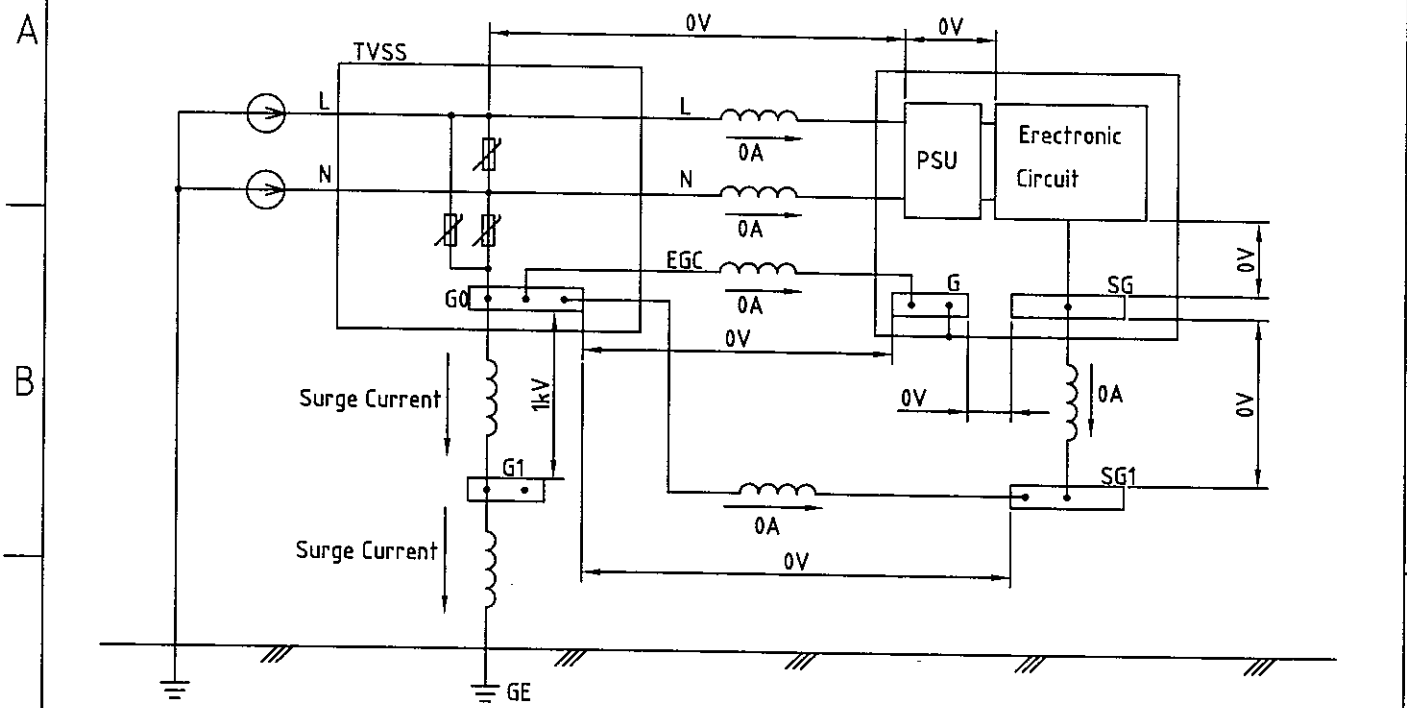 A
0V
0V
TVSS
L
L
0A
PSU
Erectronic
Circuit
N
N
0A
EGC
0A
0V
G0
G
SG
0V
Surge Current
1kV
0V
0A
0V
G1
SG1
0A
Surge Current
0V
GE
B